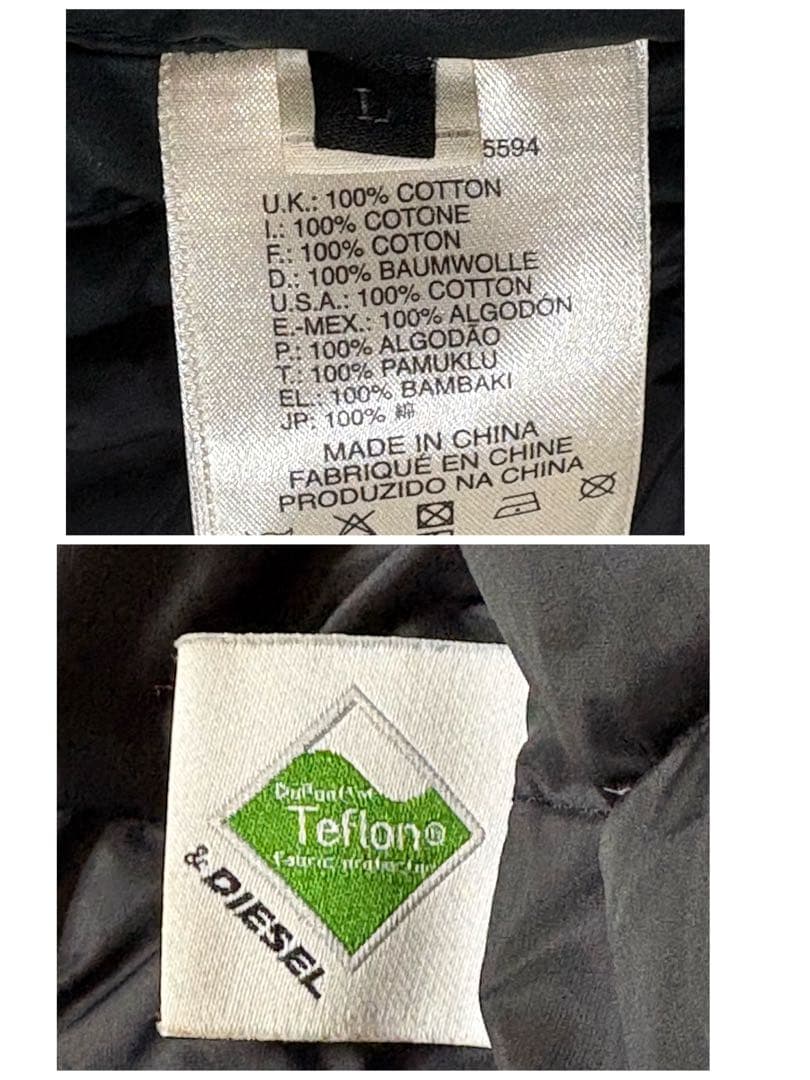 L
5594
U.K.: 100% COTTON
I.: 100% COTONE
F.: 100% COTON
D.: 100% BAUMWOLLE
U.S.A.: 100% COTTON
E.-MEX.: 100% ALGODÓN
P.: 100% ALGODÃO
T.: 100% PAMUKLU
EL.: 100% BAMBAKI
JP: 100% 綿
MADE IN CHINA
FABRIQUÉ EN CHINE
PRODUZIDO NA CHINA
Teflon®
& DIESEL